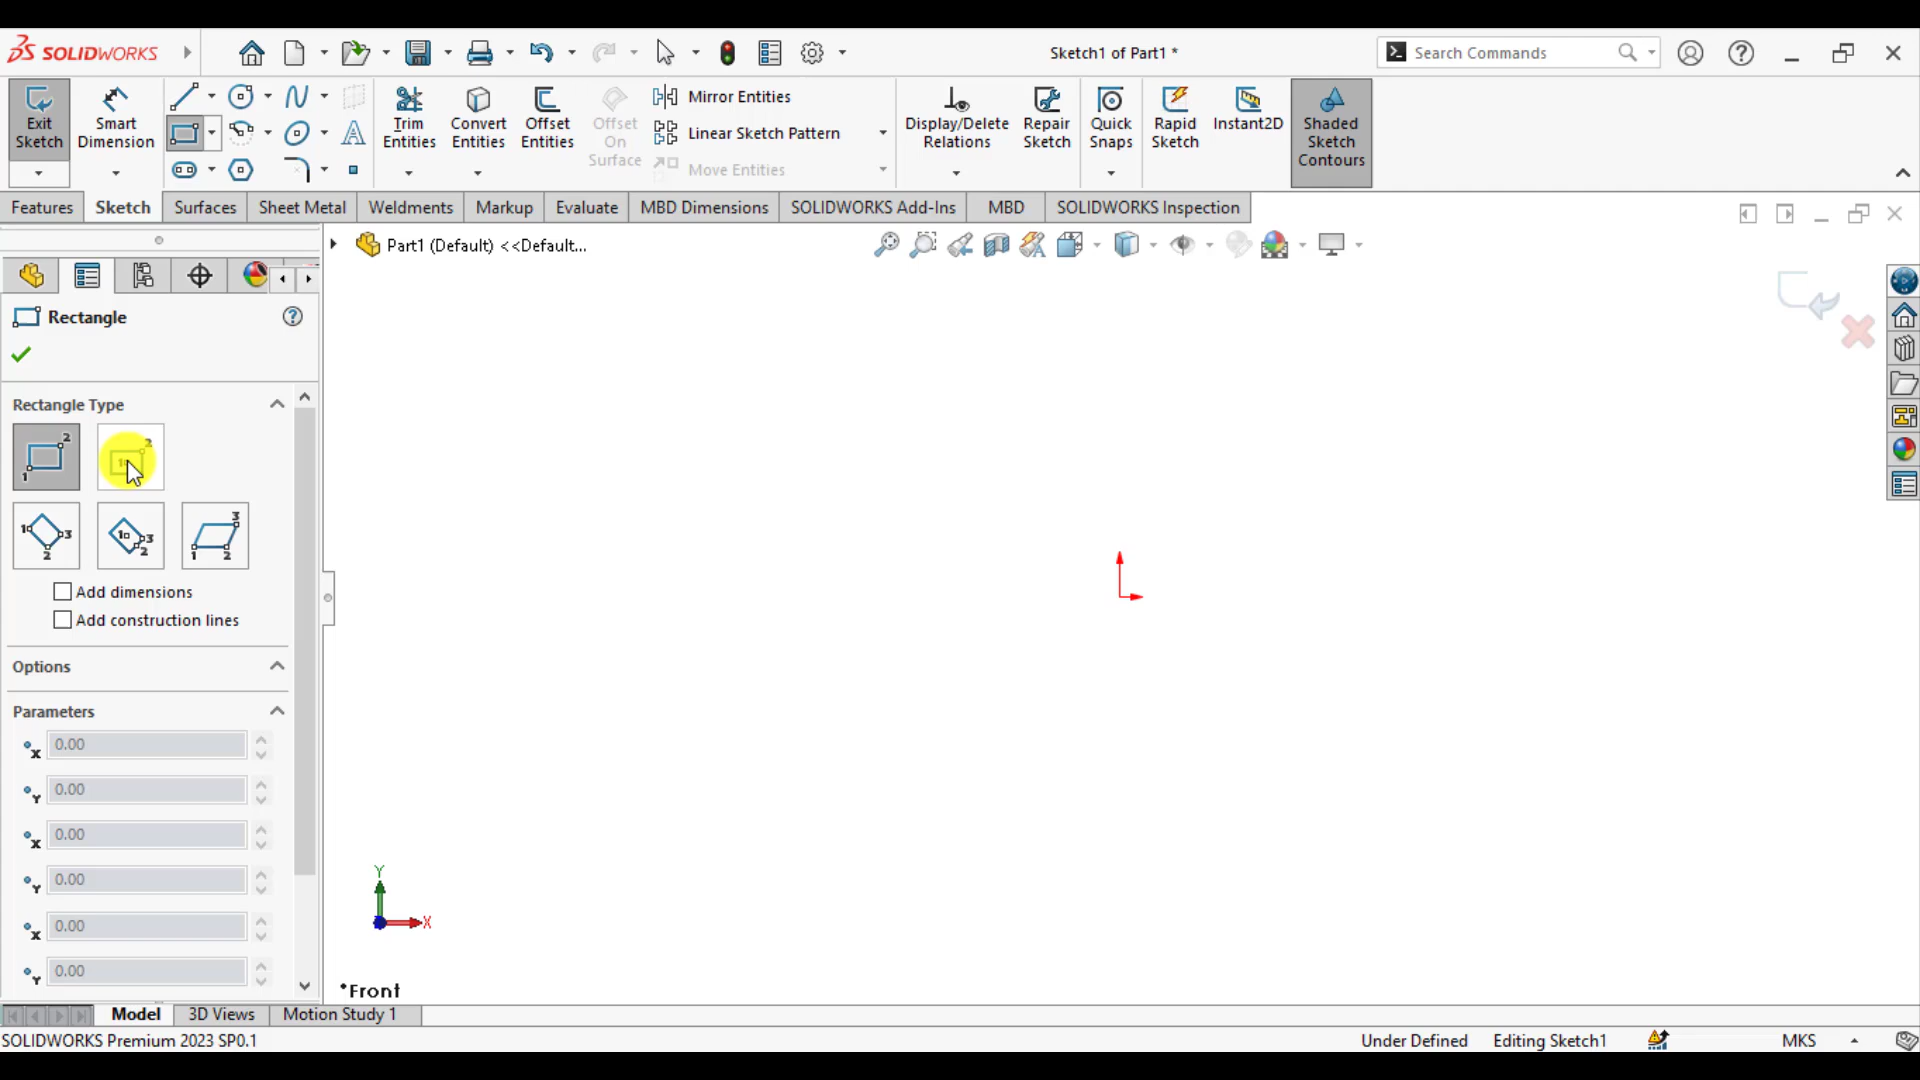 SOLIDWORKS
Sketch1 of Part1 *
Search Commands
Exit
Sketch
Smart
Dimension
Trim
Entities
Convert
Entities
Offset
Entities
Offset
On
Surface
Mirror Entities
Linear Sketch Pattern
Move Entities
Display/Delete
Relations
Repair
Sketch
Quick
Snaps
Rapid
Sketch
Instant2D
Shaded
Sketch
Contours
Features
Sketch
Surfaces
Sheet Metal
Weldments
Markup
Evaluate
MBD Dimensions
SOLIDWORKS Add-Ins
MBD
SOLIDWORKS Inspection
Part1 (Default) <<Default...
Rectangle
Rectangle Type
Add dimensions
Add construction lines
Options
Parameters
X 0.00
Y 0.00
X 0.00
Y 0.00
X 0.00
Y 0.00
Y
X
*Front
Model
3D Views
Motion Study 1
SOLIDWORKS Premium 2023 SP0.1
Under Defined
Editing Sketch1
MKS